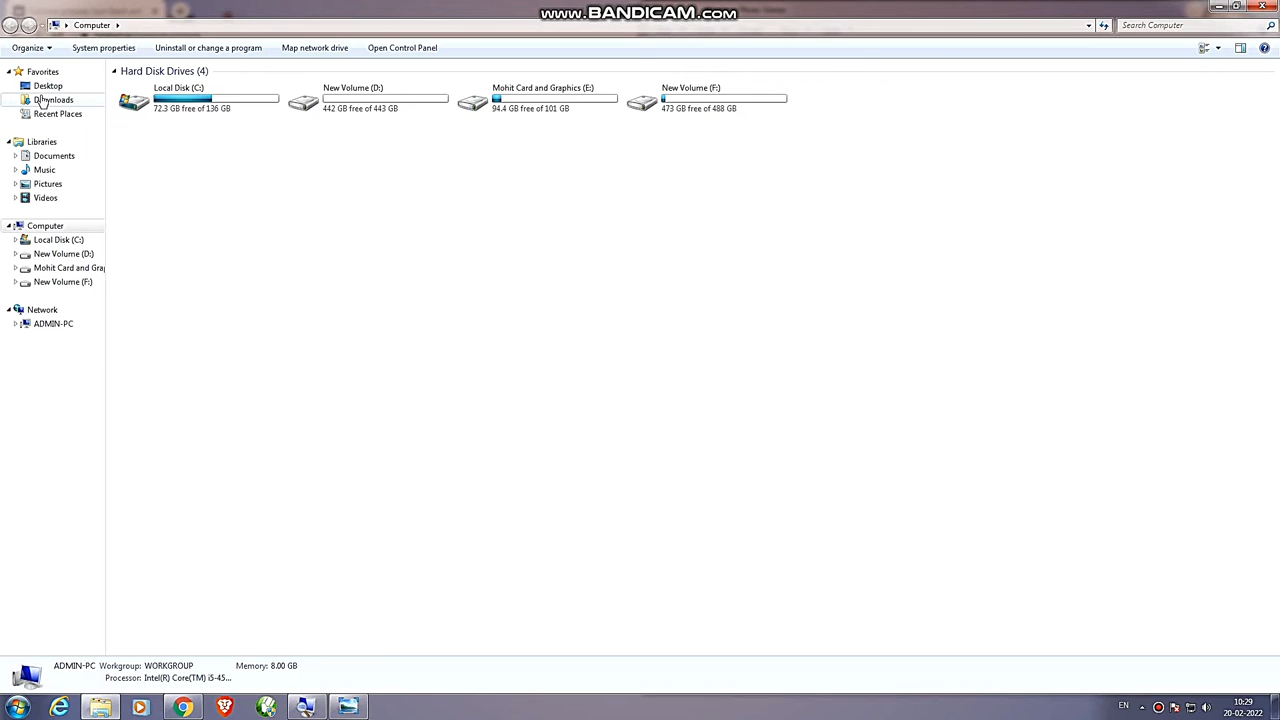 www.BANDICAM.com
Computer
Search Computer
Organize
System properties
Uninstall or change a program
Map network drive
Open Control Panel
Favorites
Desktop
Downloads
Recent Places
Libraries
Documents
Music
Pictures
Videos
Computer
Local Disk (C:)
New Volume (D:)
Mohit Card and Gra
New Volume (F:)
Network
ADMIN-PC
Hard Disk Drives (4)
Local Disk (C:)
72.3 GB free of 136 GB
New Volume (D:)
442 GB free of 443 GB
Mohit Card and Graphics (E:)
94.4 GB free of 101 GB
New Volume (F:)
473 GB free of 488 GB
ADMIN-PC Workgroup: WORKGROUP Memory: 8.00 GB
Processor: Intel(R) Core(TM) i5-45...
EN
10:29
20-02-2022